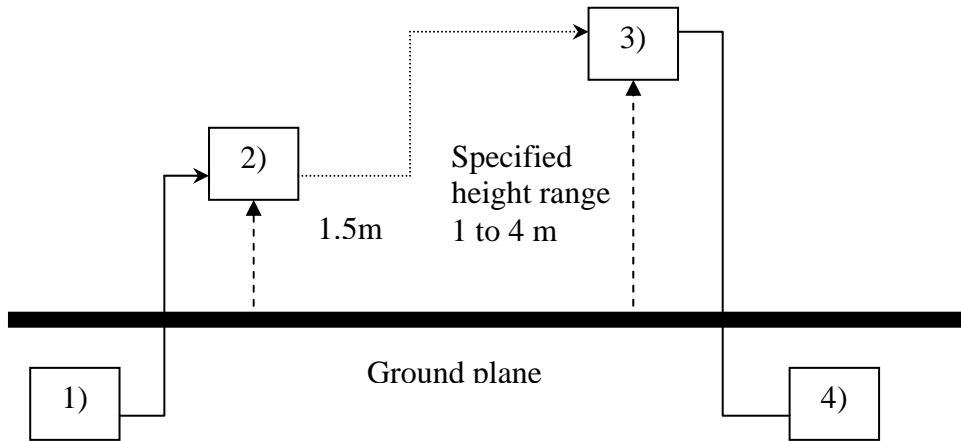 3)
2)
Specified
height range
1 to 4 m
1.5m
Ground plane
1)
4)